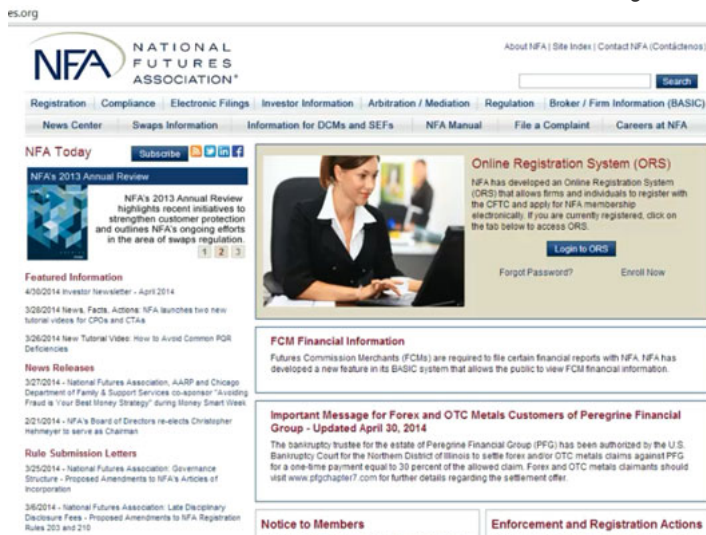 es.org
NFA
NATIONAL
FUTURES
ASSOCIATION®
About NFA | Site Index | Contact NFA (Contáctenos)
Search
Registration Compliance Electronic Filings Investor Information Arbitration / Mediation Regulation Broker / Firm Information (BASIC)
News Center Swaps Information Information for DCMs and SEFs NFA Manual File a Complaint Careers at NFA
NFA Today Subscribe
NFA's 2013 Annual Review
NFA's 2013 Annual Review
highlights recent initiatives to
strengthen customer protection
and outlines NFA's ongoing efforts
in the area of swaps regulation.
1 2 3
Featured Information
4/30/2014 Investor Newsletter - April 2014
3/28/2014 News, Facts, Actions: NFA launches two new
tutorial videos for CPOs and CTAs
3/26/2014 New Tutorial Video: How to Avoid Common PQR
Deficiencies
News Releases
3/27/2014 - National Futures Association, AARP and Chicago
Department of Family & Support Services co-sponsor "Avoiding
Fraud is Your Best Money Strategy" during Money Smart Week
2/21/2014 - NFA's Board of Directors re-elects Christopher
Hehmeyer to serve as Chairman
Rule Submission Letters
3/25/2014 - National Futures Association: Governance
Structure - Proposed Amendments to NFA's Articles of
Incorporation
3/6/2014 - National Futures Association: Late Disciplinary
Disclosure Fees - Proposed Amendments to NFA Registration
Rules 203 and 210
Online Registration System (ORS)
NFA has developed an Online Registration System
(ORS) that allows firms and individuals to register with
the CFTC and apply for NFA membership
electronically. If you are currently registered, click on
the tab below to access ORS.
Login to ORS
Forgot Password? Enroll Now
FCM Financial Information
Futures Commission Merchants (FCMs) are required to file certain financial reports with NFA. NFA has
developed a new feature in its BASIC system that allows the public to view FCM financial information.
Important Message for Forex and OTC Metals Customers of Peregrine Financial
Group - Updated April 30, 2014
The bankruptcy trustee for the estate of Peregrine Financial Group (PFG) has been authorized by the U.S.
Bankruptcy Court for the Northern District of Illinois to settle forex and/or OTC metals claims against PFG
for a one-time payment equal to 30 percent of the allowed claim. Forex and OTC metals claimants should
visit www.pfgchapter7.com for further details regarding the settlement offer.
Notice to Members
Enforcement and Registration Actions